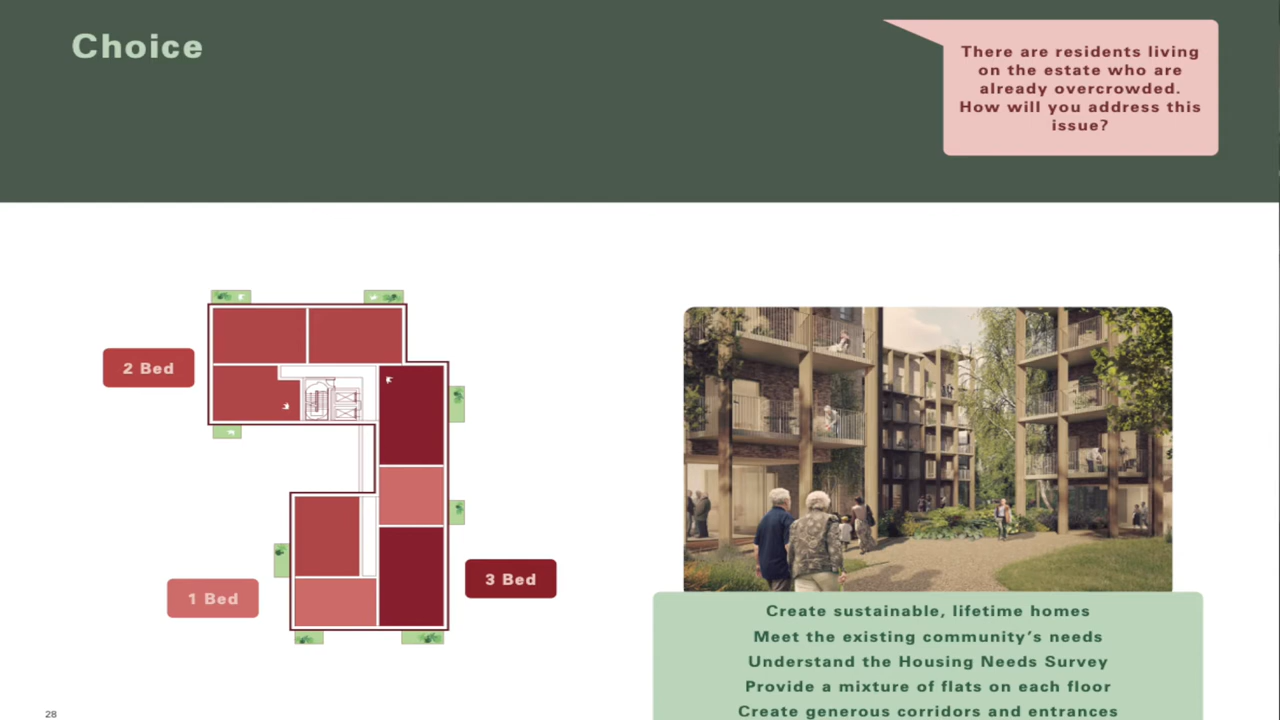 Choice
There are residents living
on the estate who are
already overcrowded.
How will you address this
issue?
2 Bed
1 Bed
3 Bed
Create sustainable, lifetime homes
Meet the existing community’s needs
Understand the Housing Needs Survey
Provide a mixture of flats on each floor
Create generous corridors and entrances
28